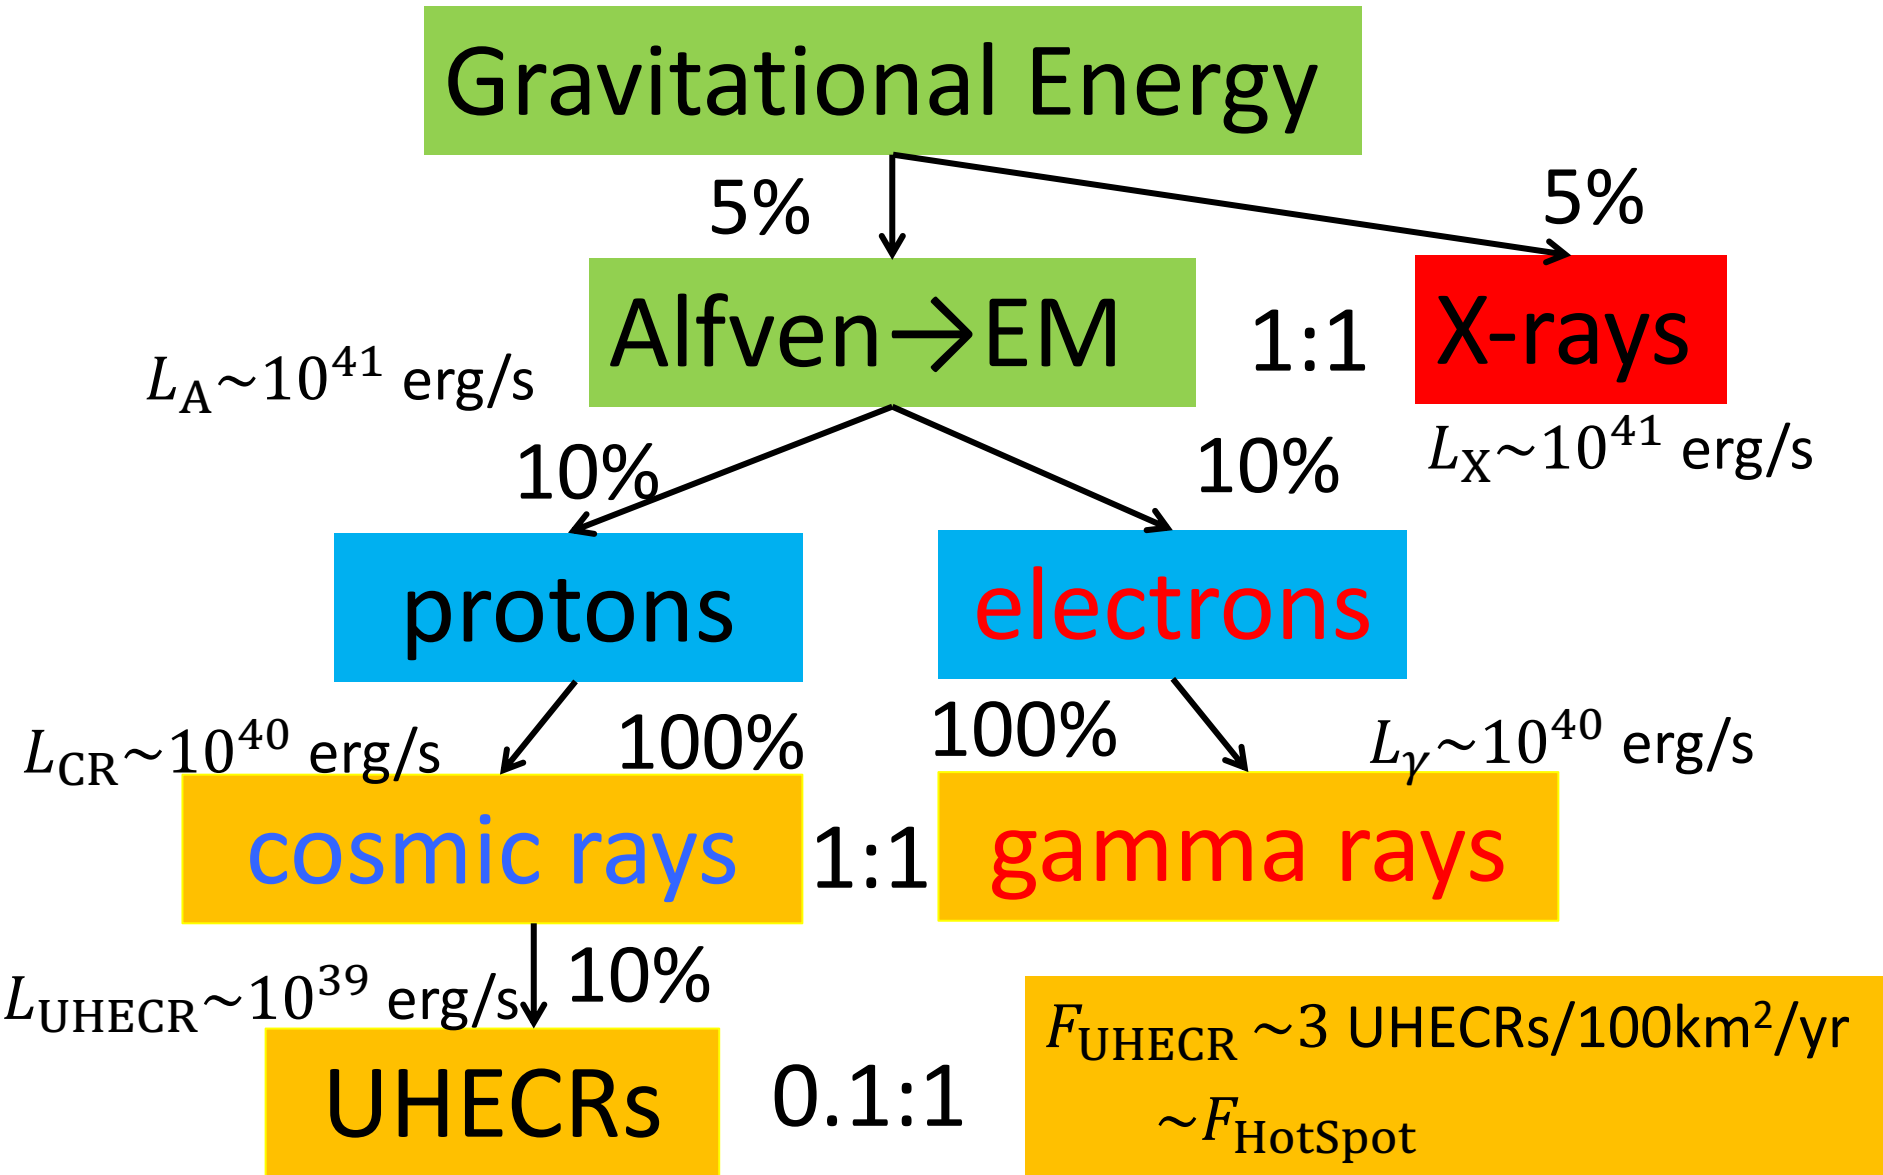 Gravitational Energy
5%
5%
Alfven→EM
1:1
X-rays
L_A~10^41 erg/s
L_X~10^41 erg/s
10%
10%
protons
electrons
L_CR~10^40 erg/s
100%
100%
L_γ~10^40 erg/s
cosmic rays
1:1
gamma rays
L_UHECR~10^39 erg/s
10%
UHECRs
0.1:1
F_UHECR ~3 UHECRs/100km²/yr
~F_HotSpot